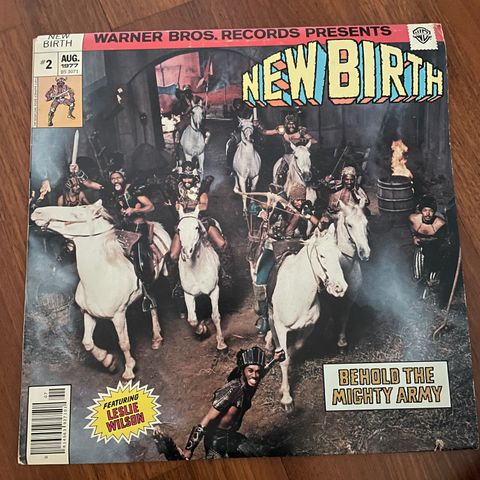 NEW
BIRTH
WARNER BROS. RECORDS PRESENTS
#2
AUG.
1977
BS 3071
NEW BIRTH
BEHOLD THE
MIGHTY ARMY
FEATURING
LESLIE
WILSON